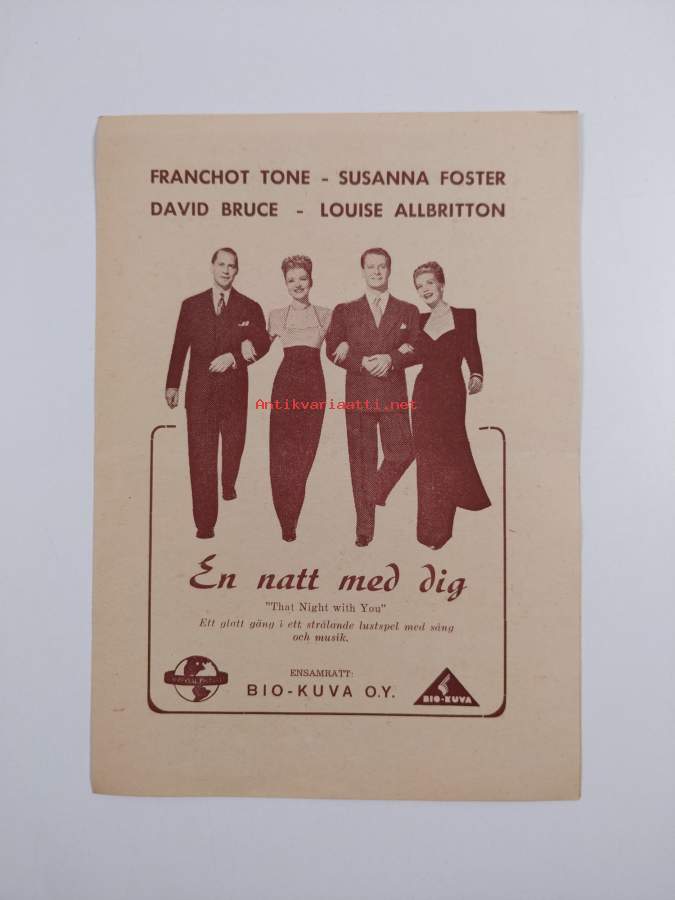 FRANCHOT TONE - SUSANNA FOSTER
DAVID BRUCE - LOUISE ALLBRITTON
Antikvariaatti.net
En natt med dig
"That Night with You"
Ett glatt gäng i ett strålande lustspel med sång
och musik.
ENSAMRÄTT:
BIO-KUVA O.Y.
BIO-KUVA